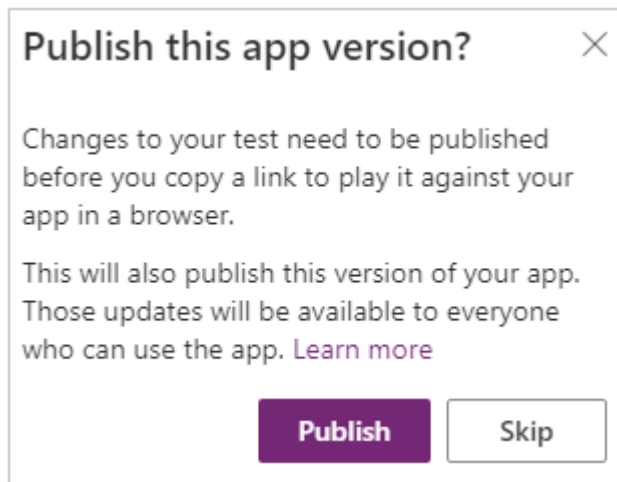 Publish this app version?
Changes to your test need to be published
before you copy a link to play it against your
app in a browser.
This will also publish this version of your app.
Those updates will be available to everyone
who can use the app. Learn more
Publish Skip